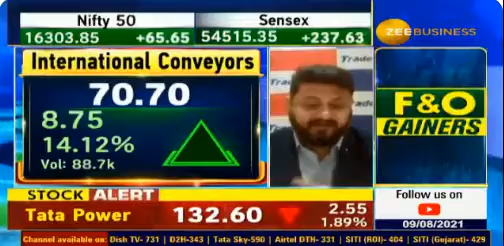 Nifty 50
Sensex
16303.85 +65.65
54515.35 +237.63
ZEEBUSINESS
International Conveyors
70.70
8.75
14.12%
Vol: 88.7k
Trade
F&O
GAINERS
STOCK ALERT
Tata Power 132.60 2.55
1.89%
Follow us on
09/08/2021
Channel available on: Dish TV- 731 | D2H-343 | Tata Sky-590 | Airtel DTH- 331 | SITI (ROI)- 404 | SITI (Gujarat)- 429